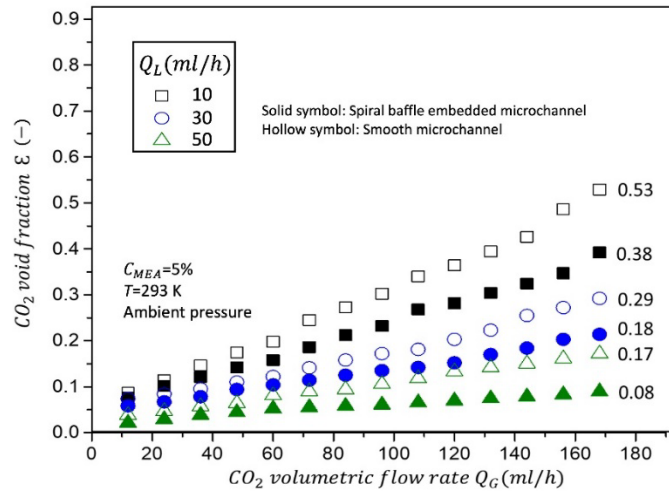 0.9
0.8
0.7
0.6
0.5
0.4
0.3
0.2
0.1
0.0
CO₂ void fraction Ɛ (−)
Q_L(ml/h)
10
30
50
Solid symbol: Spiral baffle embedded microchannel
Hollow symbol: Smooth microchannel
C_MEA=5%
T=293 K
Ambient pressure
0.53
0.38
0.29
0.18
0.17
0.08
0 20 40 60 80 100 120 140 160 180
CO₂ volumetric flow rate Q_G(ml/h)